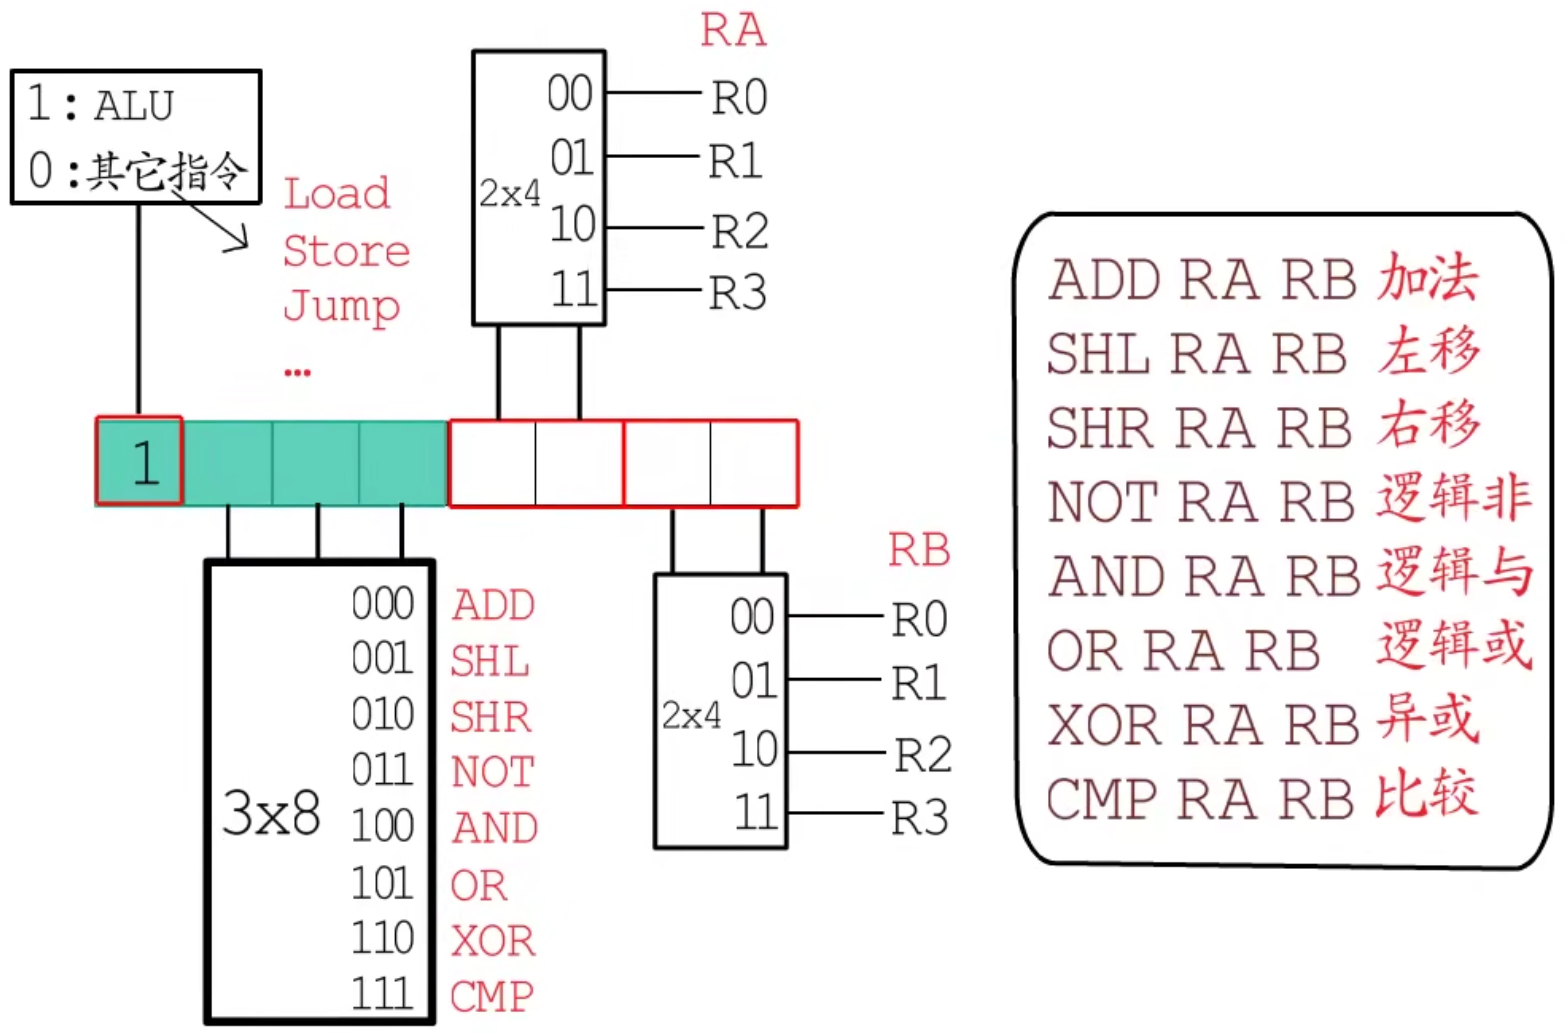 1: ALU
0:其它指令
Load
Store
Jump
...
RA
2x4
00 R0
01 R1
10 R2
11 R3
1
3x8
000 ADD
001 SHL
010 SHR
011 NOT
100 AND
101 OR
110 XOR
111 CMP
RB
2x4
00 R0
01 R1
10 R2
11 R3
ADD RA RB 加法
SHL RA RB 左移
SHR RA RB 右移
NOT RA RB 逻辑非
AND RA RB 逻辑与
OR RA RB 逻辑或
XOR RA RB 异或
CMP RA RB 比较